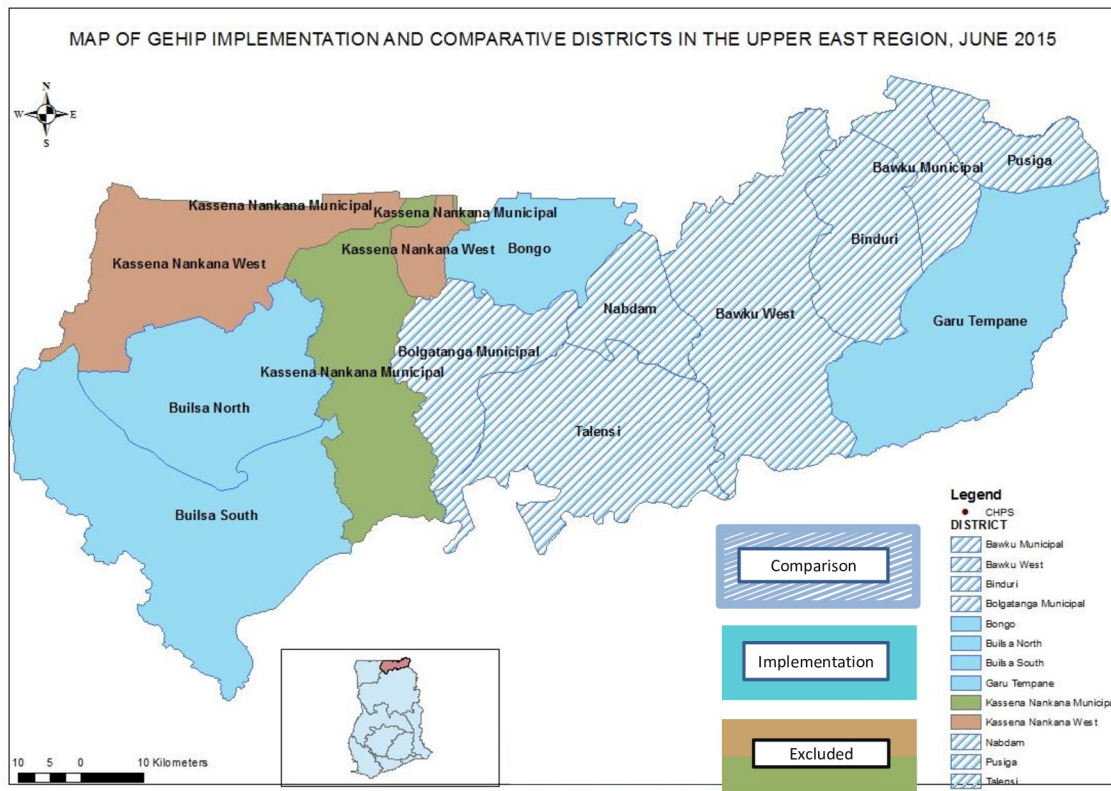 MAP OF GEHIP IMPLEMENTATION AND COMPARATIVE DISTRICTS IN THE UPPER EAST REGION, JUNE 2015
N
W E
S
Pusiga
Bawku Municipal
Kassena Nankana Municipal
Kassena Nankana Municipal
Binduri
Kassena Nankana West
Bongo
Kassena Nankana West
Nabdam
Bawku West
Garu Tempane
Bolgatanga Municipal
Kassena Nankana Municipal
Builsa North
Talensi
Builsa South
Comparison
Implementation
Excluded
Legend
CHPS
DISTRICT
Bawku Municipal
Bawku West
Binduri
Bolgatanga Municipal
Bongo
Builsa North
Builsa South
Garu Tempane
Kassena Nankana Municipa
Kassena Nankana West
Nabdam
Pusiga
Talensi
10 5 0 10 Kilometers